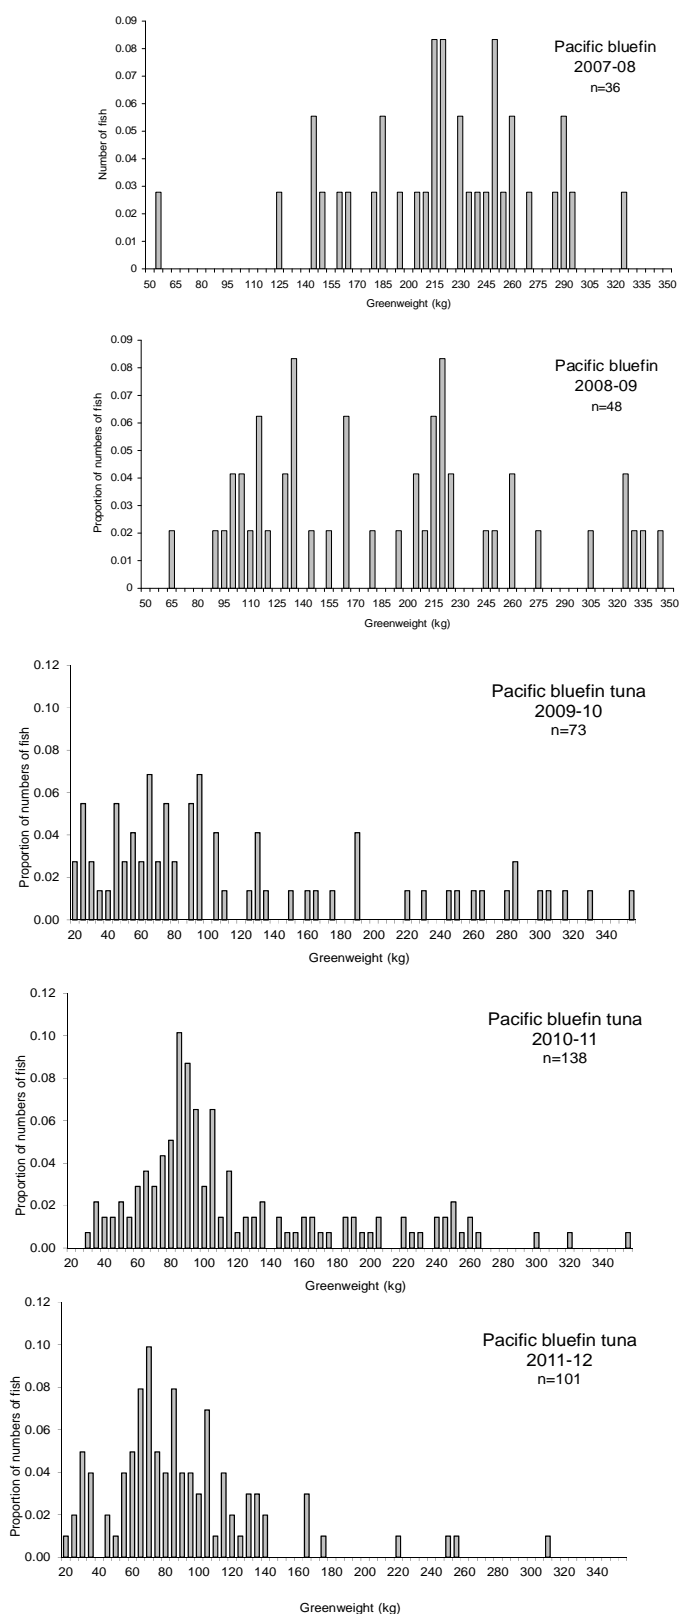 0.09
Pacific bluefin
2007-08
n=36
0.08
0.07
0.06
0.05
0.04
0.03
0.02
0.01
0
Number of fish
50 65 80 95 110 125 140 155 170 185 200 215 230 245 260 275 290 305 320 335 350
Greenweight (kg)
0.09
Pacific bluefin
2008-09
n=48
0.08
0.07
0.06
0.05
0.04
0.03
0.02
0.01
0
Proportion of numbers of fish
50 65 80 95 110 130 140 155 170 185 200 215 230 245 260 275 290 305 320 335 350
Greenweight (kg)
0.12
Pacific bluefin tuna
2009-10
n=73
0.10
0.08
0.06
0.04
0.02
0.00
Proportion of numbers of fish
20 40 60 80 100 120 140 160 180 200 220 240 260 280 300 320 340
Greenweight (kg)
0.12
Pacific bluefin tuna
2010-11
n=138
0.10
0.08
0.06
0.04
0.02
0.00
Proportion of numbers of fish
20 40 60 80 100 120 140 160 180 200 220 240 260 280 300 320 340
Greenweight (kg)
0.12
Pacific bluefin tuna
2011-12
n=101
0.10
0.08
0.06
0.04
0.02
0.00
Proportion of numbers of fish
20 40 60 80 100 120 140 160 180 200 220 240 260 280 300 320 340
Greenweight (kg)